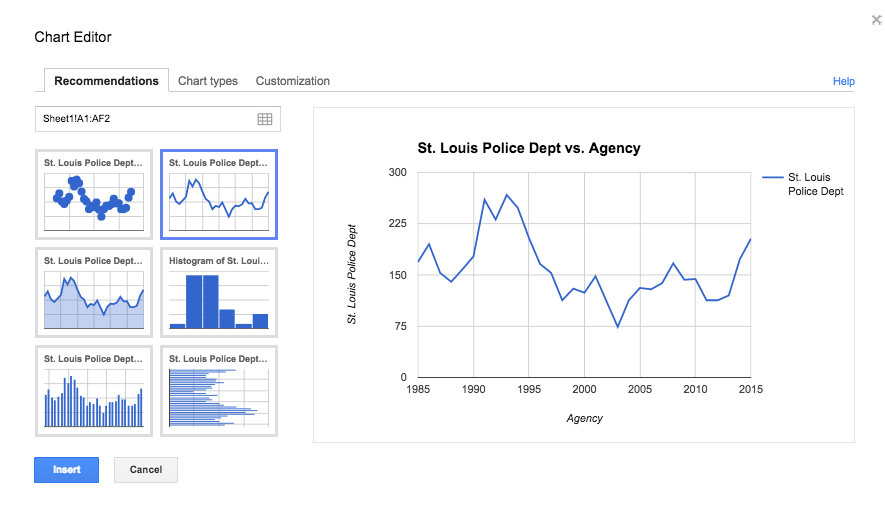 Chart Editor
Recommendations
Chart types
Customization
Help
Sheet1!A1:AF2
St. Louis Police Dept...
St. Louis Police Dept...
St. Louis Police Dept...
Histogram of St. Loui...
St. Louis Police Dept...
St. Louis Police Dept...
St. Louis Police Dept vs. Agency
St. Louis
Police Dept
St. Louis Police Dept
300
225
150
75
0
1985
1990
1995
2000
2005
2010
2015
Agency
Insert
Cancel